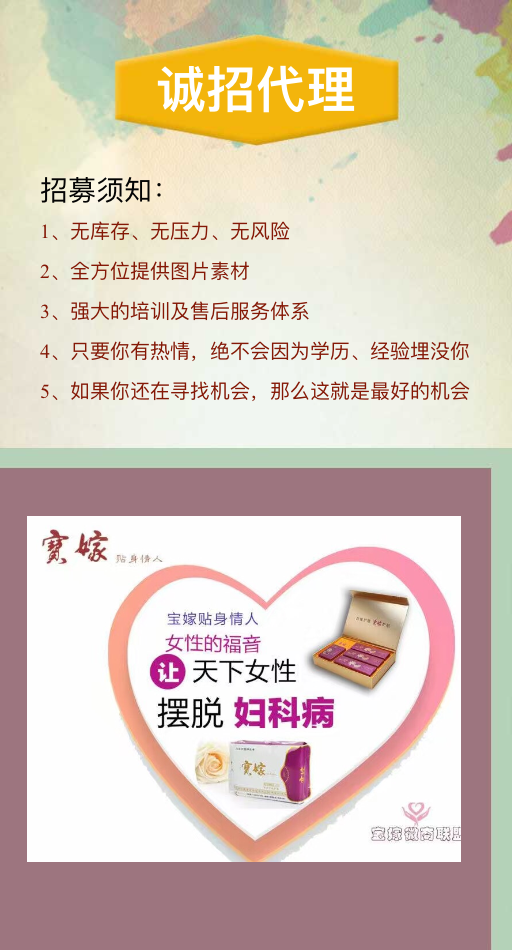 诚招代理
招募须知：
1、无库存、无压力、无风险
2、全方位提供图片素材
3、强大的培训及售后服务体系
4、只要你有热情，绝不会因为学历、经验埋没你
5、如果你还在寻找机会，那么这就是最好的机会
寶嫁 贴身情人
宝嫁贴身情人
女性的福音
让 天下女性
摆脱 妇科病
寶嫁
宝嫁微商联盟